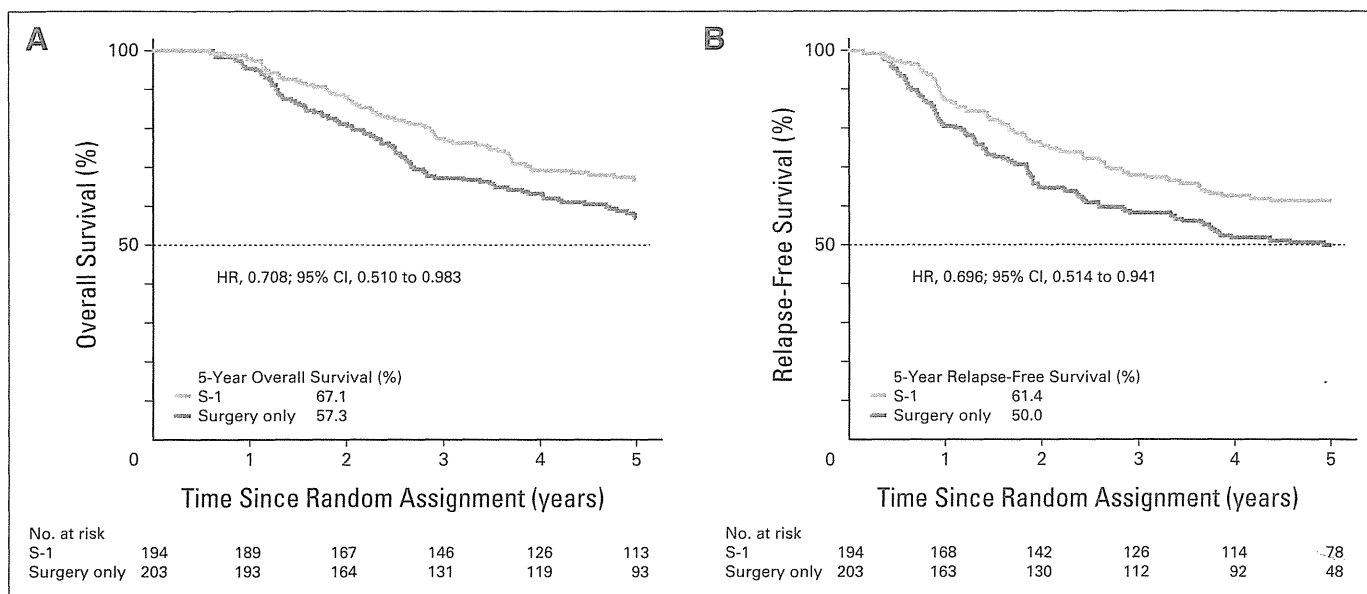 A
100
50
0
Overall Survival (%)
HR, 0.708; 95% CI, 0.510 to 0.983
5-Year Overall Survival (%)
S-1 67.1
Surgery only 57.3
1 2 3 4 5
Time Since Random Assignment (years)
No. at risk
S-1 194 189 167 146 126 113
Surgery only 203 193 164 131 119 93
B
100
50
0
Relapse-Free Survival (%)
HR, 0.696; 95% CI, 0.514 to 0.941
5-Year Relapse-Free Survival (%)
S-1 61.4
Surgery only 50.0
1 2 3 4 5
Time Since Random Assignment (years)
No. at risk
S-1 194 168 142 126 114 78
Surgery only 203 163 130 112 92 48